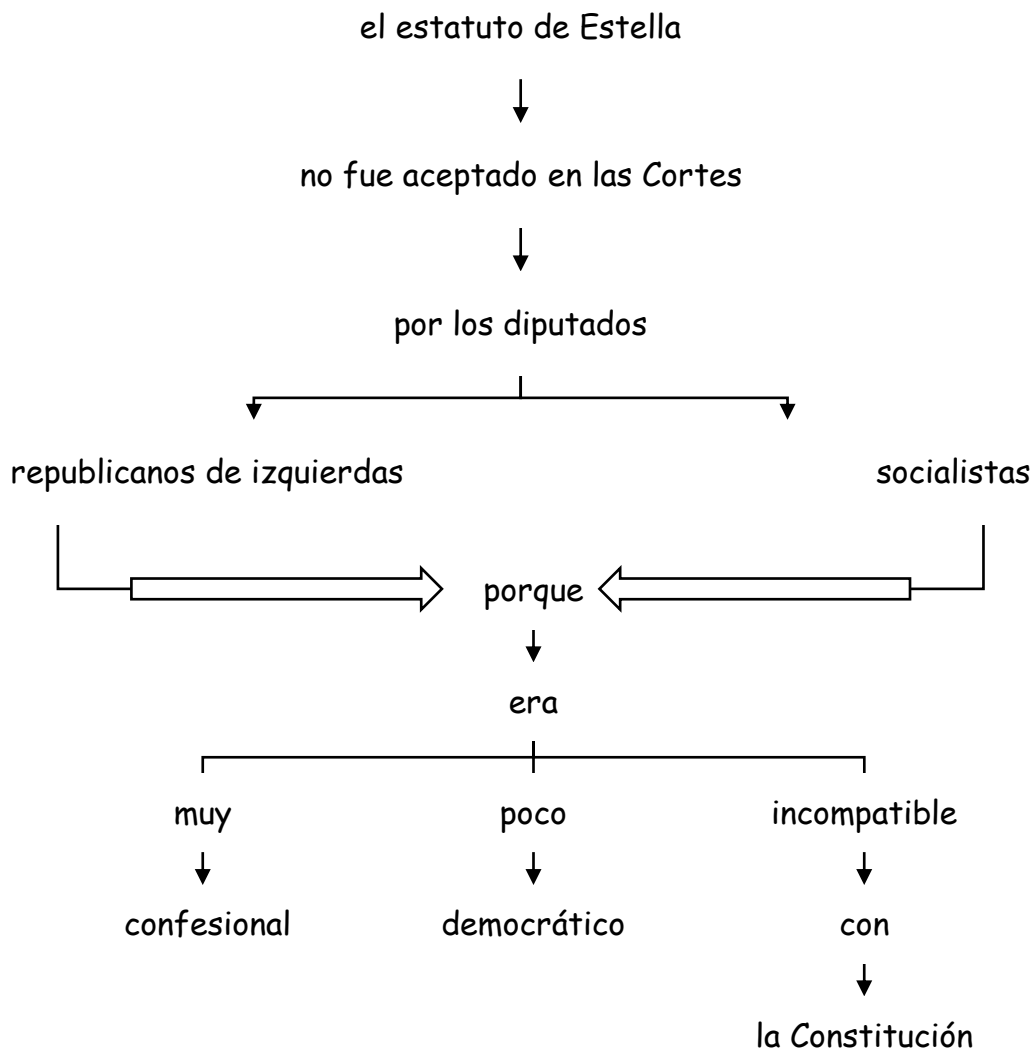 el estatuto de Estella
no fue aceptado en las Cortes
por los diputados
republicanos de izquierdas
socialistas
porque
era
muy
poco
incompatible
confesional
democrático
con
la Constitución